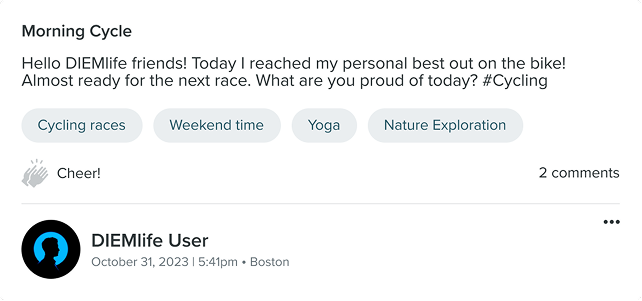 Morning Cycle
Hello DIEMlife friends! Today I reached my personal best out on the bike!
Almost ready for the next race. What are you proud of today? #Cycling
Cycling races
Weekend time
Yoga
Nature Exploration
Cheer!
2 comments
DIEMlife User
October 31, 2023 | 5:41pm • Boston